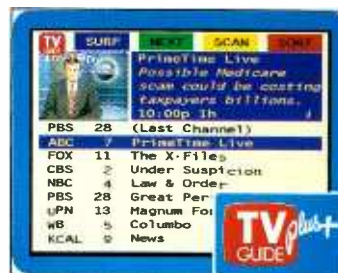 TV SURF NEXT SCAN SORT
PrimeTime Live
Possible Medicare
scam could be costing
taxpayers billions.
10:00p 1h
PBS 28 (Last Channel)
ABC 7 PrimeTime Live
FOX 11 The X-Files
CBS 2 Under Suspicion
NBC 4 Law & Order
PBS 28 Great Per
UPN 13 Magnum For
WB 5 Columbo
KCAL 9 News
TV plus+
GUIDE